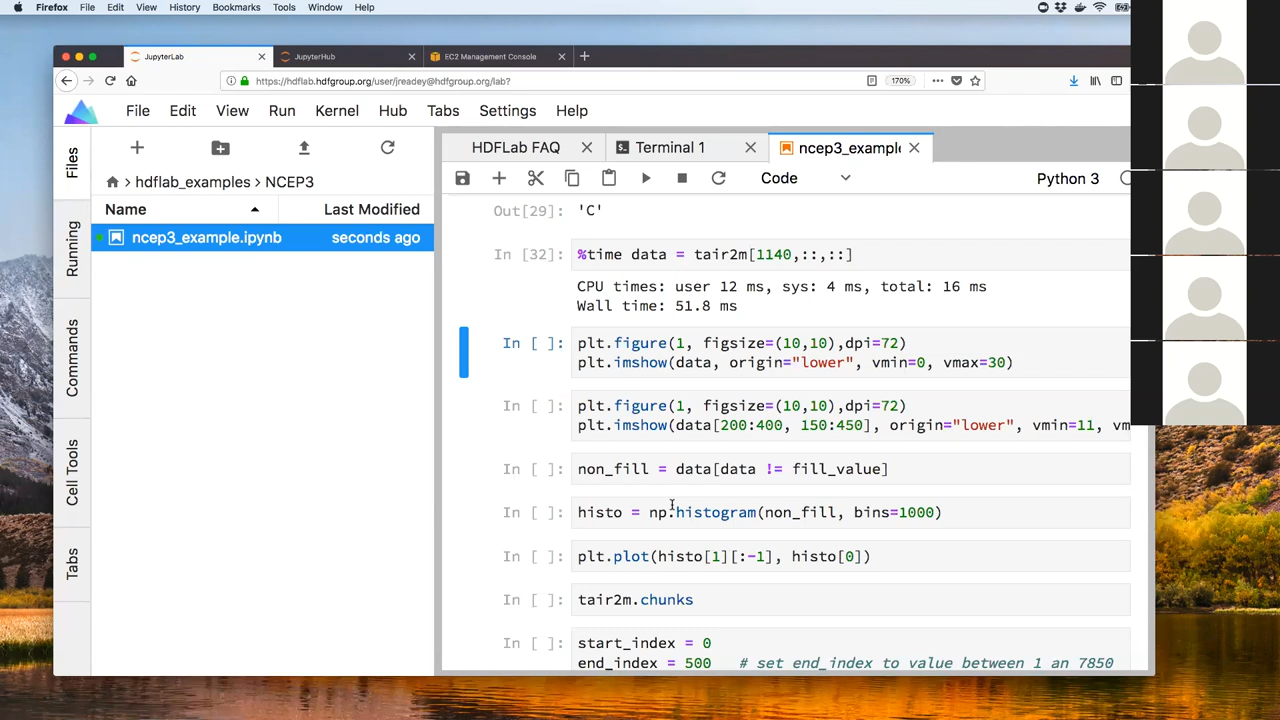 Firefox File Edit View History Bookmarks Tools Window Help
JupyterLab JupyterHub EC2 Management Console
https://hdflab.hdfgroup.org/user/jreadey@hdfgroup.org/lab? 170%
File Edit View Run Kernel Hub Tabs Settings Help
Files
Running
Commands
Cell Tools
Tabs
hdflab_examples > NCEP3
Name Last Modified
ncep3_example.ipynb seconds ago
HDFLab FAQ Terminal 1 ncep3_example
Code Python 3
Out[29]: 'C'
In [32]: %time data = tair2m[1140,::,::]
CPU times: user 12 ms, sys: 4 ms, total: 16 ms
Wall time: 51.8 ms
In [ ]: plt.figure(1, figsize=(10,10),dpi=72)
plt.imshow(data, origin="lower", vmin=0, vmax=30)
In [ ]: plt.figure(1, figsize=(10,10),dpi=72)
plt.imshow(data[200:400, 150:450], origin="lower", vmin=11, vm
In [ ]: non_fill = data[data != fill_value]
In [ ]: histo = np.histogram(non_fill, bins=1000)
In [ ]: plt.plot(histo[1][:-1], histo[0])
In [ ]: tair2m.chunks
In [ ]: start_index = 0
end_index = 500 # set end_index to value between 1 an 7850